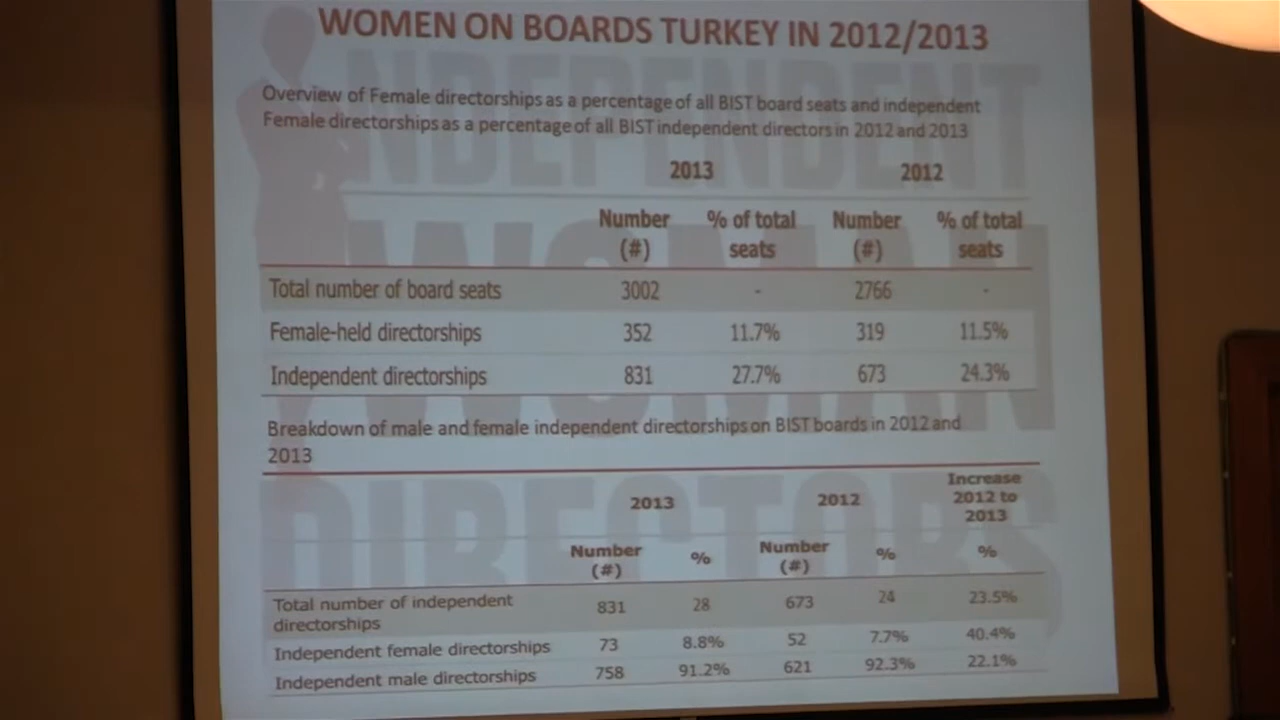 WOMEN ON BOARDS TURKEY IN 2012/2013
INDEPENDENT
WOMAN
DIRECTORS
Overview of Female directorships as a percentage of all BIST board seats and independent
Female directorships as a percentage of all BIST independent directors in 2012 and 2013
2013 2012
Number (#) % of total seats Number (#) % of total seats
Total number of board seats 3002 - 2766 -
Female-held directorships 352 11.7% 319 11.5%
Independent directorships 831 27.7% 673 24.3%
Breakdown of male and female independent directorships on BIST boards in 2012 and
2013
2013 2012 Increase 2012 to 2013
Number (#) % Number (#) % %
Total number of independent directorships 831 28 673 24 23.5%
Independent female directorships 73 8.8% 52 7.7% 40.4%
Independent male directorships 758 91.2% 621 92.3% 22.1%